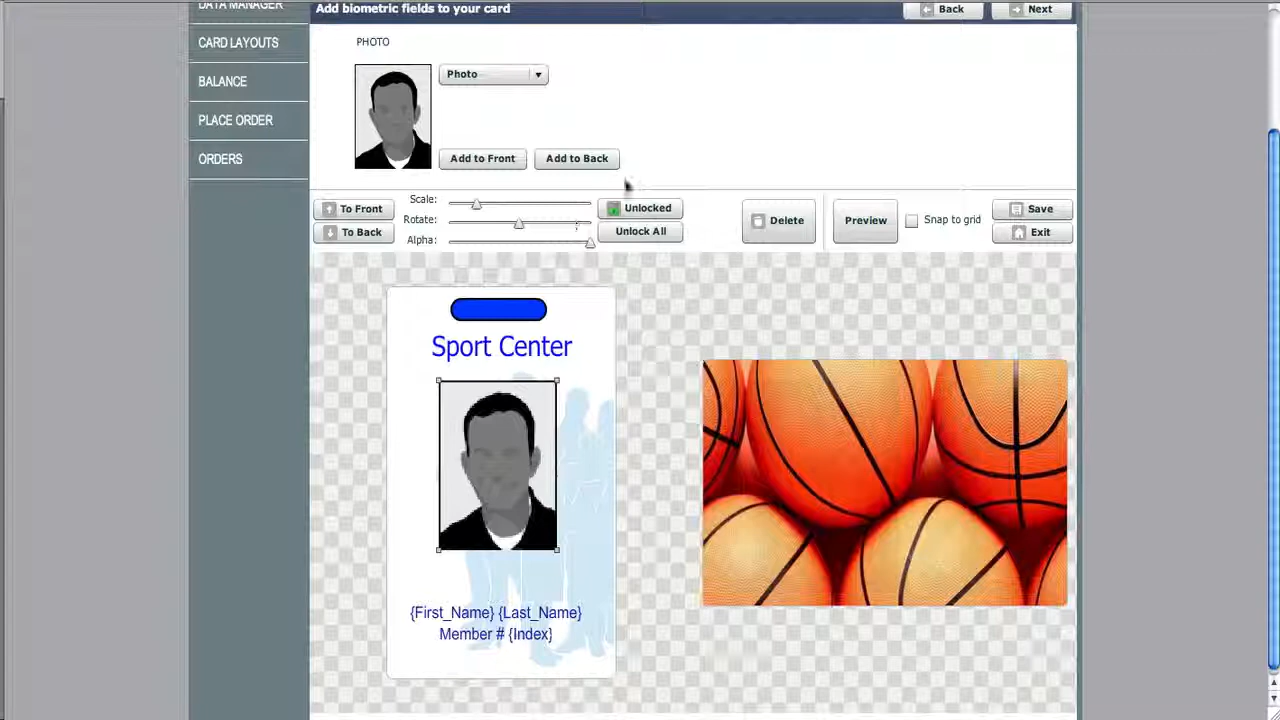 DATA MANAGER
Add biometric fields to your card
Back
Next
CARD LAYOUTS
PHOTO
BALANCE
Photo
PLACE ORDER
ORDERS
Add to Front
Add to Back
To Front
To Back
Scale:
Rotate:
Alpha:
Unlocked
Unlock All
Delete
Preview
Snap to grid
Save
Exit
Sport Center
{First_Name} {Last_Name}
Member # {Index}